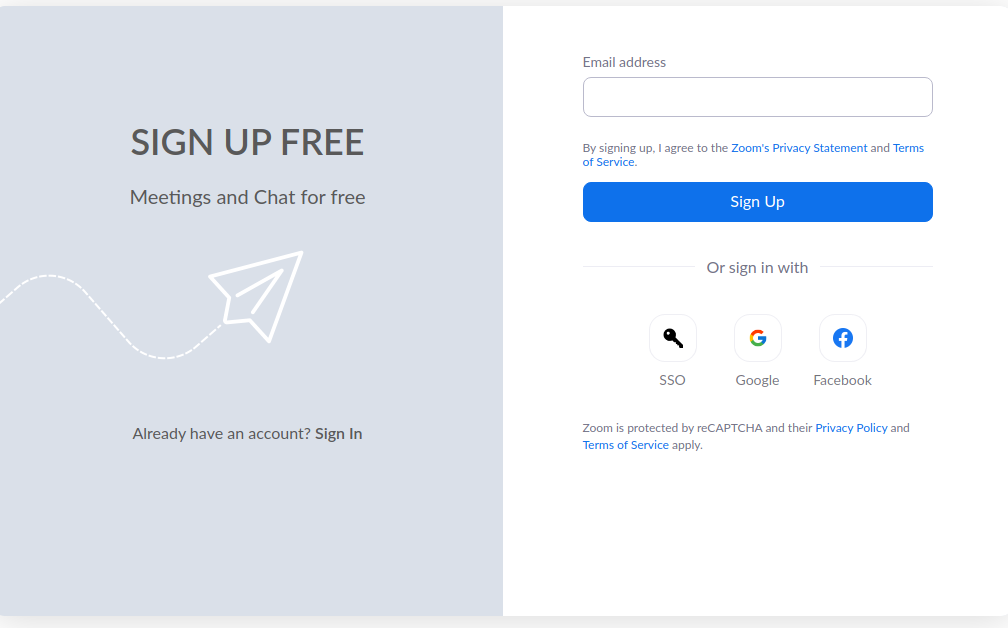 SIGN UP FREE
Meetings and Chat for free
Already have an account? Sign In
Email address
By signing up, I agree to the Zoom's Privacy Statement and Terms
of Service.
Sign Up
Or sign in with
SSO
Google
Facebook
Zoom is protected by reCAPTCHA and their Privacy Policy and
Terms of Service apply.